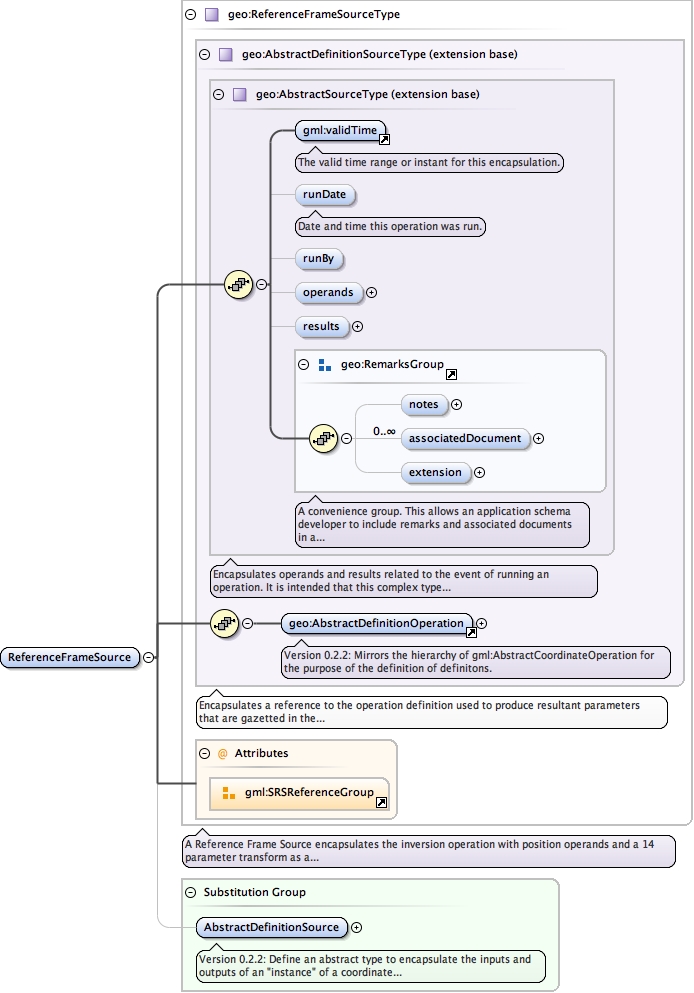 geo:ReferenceFrameSourceType
geo:AbstractDefinitionSourceType (extension base)
geo:AbstractSourceType (extension base)
gml:validTime
The valid time range or instant for this encapsulation.
runDate
Date and time this operation was run.
runBy
operands
results
geo:RemarksGroup
notes
0..∞
associatedDocument
extension
A convenience group. This allows an application schema
developer to include remarks and associated documents
in a...
Encapsulates operands and results related to the event of running an
operation. It is intended that this complex type...
geo:AbstractDefinitionOperation
Version 0.2.2: Mirrors the hierarchy of gml:AbstractCoordinateOperation for
the purpose of the definition of definitons.
ReferenceFrameSource
Encapsulates a reference to the operation definition used to produce resultant parameters
that are gazetted in the...
@ Attributes
gml:SRSReferenceGroup
A Reference Frame Source encapsulates the inversion operation with position operands and a 14
parameter transform as a...
Substitution Group
AbstractDefinitionSource
Version 0.2.2: Define an abstract type to encapsulate the inputs and
outputs of an "instance" of a coordinate...